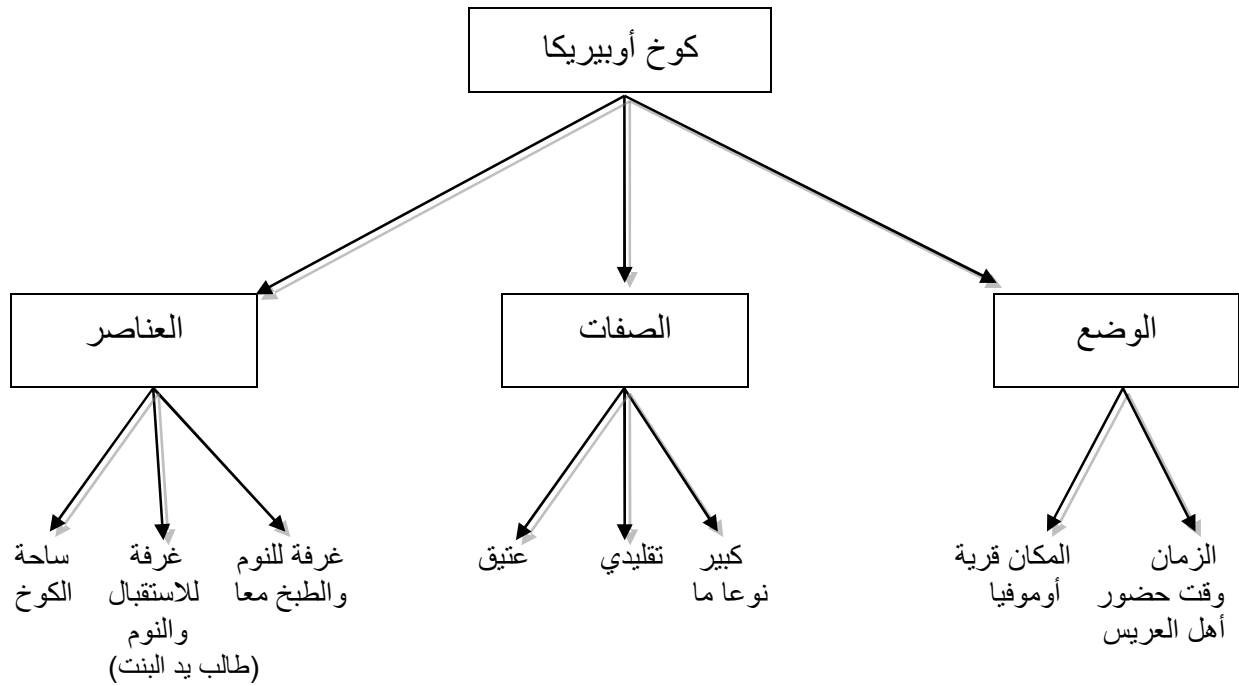 كوخ أوبيريكا
الوضع
الصفات
العناصر
الزمان
وقت حضور
أهل العريس
المكان قرية
أوموفيا
كبير
نوعا ما
تقليدي
عتيق
غرفة للنوم
والطبخ معا
غرفة
للاستقبال
والنوم
(طالب يد البنت)
ساحة
الكوخ